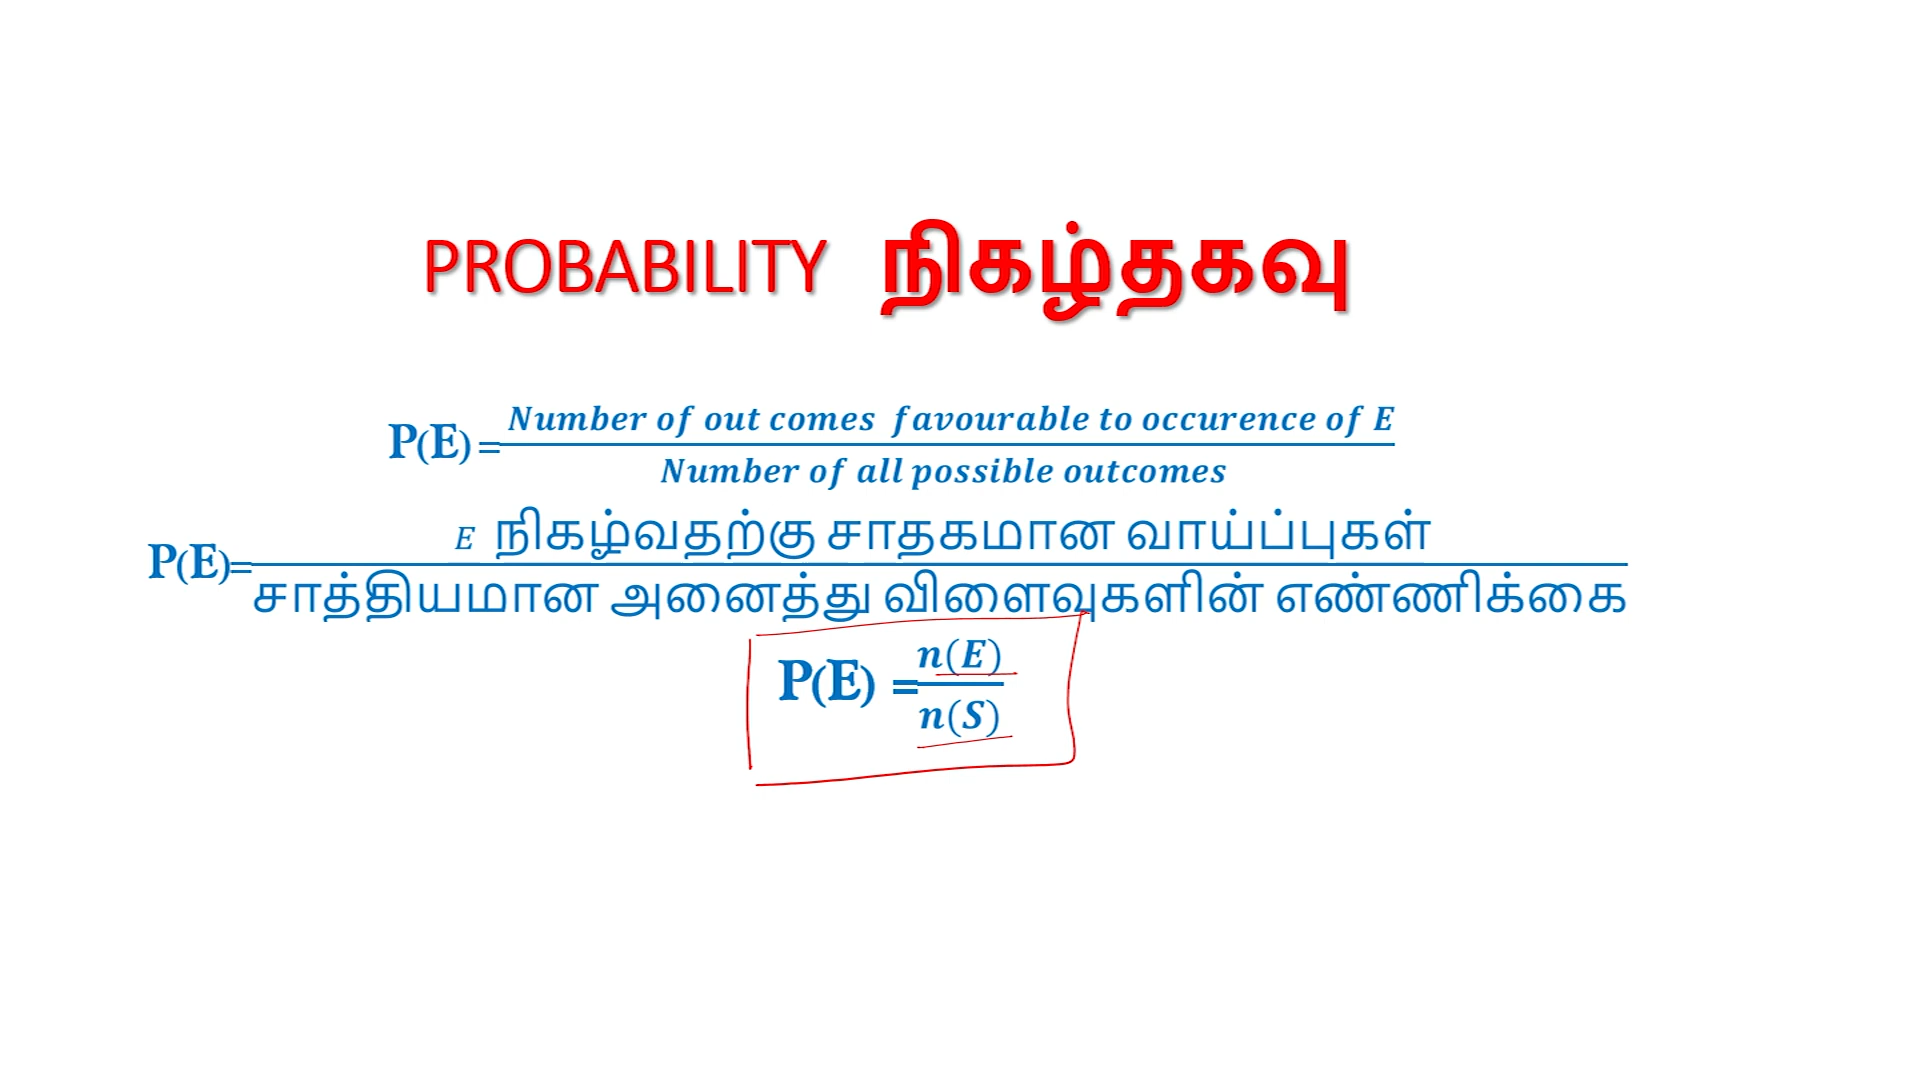 PROBABILITY நிகழ்தகவு
P(E) = Number of out comes favourable to occurence of E
Number of all possible outcomes
P(E)= E நிகழ்வதற்கு சாதகமான வாய்ப்புகள்
சாத்தியமான அனைத்து விளைவுகளின் எண்ணிக்கை
P(E) = n(E)
n(S)